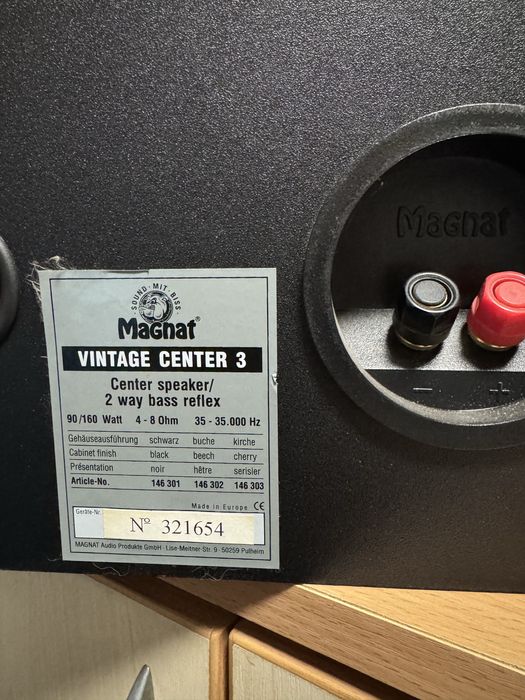 SOUND·MIT·BISS
Magnat®
VINTAGE CENTER 3
Center speaker/
2 way bass reflex
90/160 Watt 4 - 8 Ohm 35 - 35.000 Hz
Gehäuseausführung schwarz buche kirche
Cabinet finish black beech cherry
Présentation noir hêtre serisier
Article-No. 146 301 146 302 146 303
Made in Europe CE
Geräte-Nr.
Nº 321654
MAGNAT Audio Produkte GmbH · Lise-Meitner-Str. 9 · 50259 Pulheim
Magnat
− +